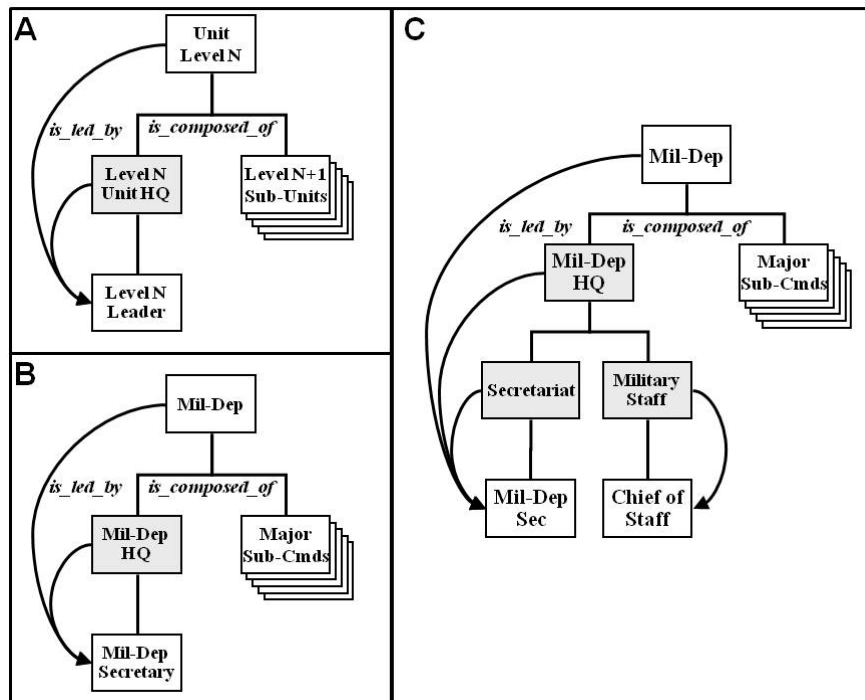 A
Unit
Level N
is_led_by
is_composed_of
Level N
Unit HQ
Level N+1
Sub-Units
Level N
Leader
B
Mil-Dep
is_led_by
is_composed_of
Mil-Dep
HQ
Major
Sub-Cmds
Mil-Dep
Secretary
C
Mil-Dep
is_led_by
is_composed_of
Mil-Dep
HQ
Major
Sub-Cmds
Secretariat
Military
Staff
Mil-Dep
Sec
Chief of
Staff